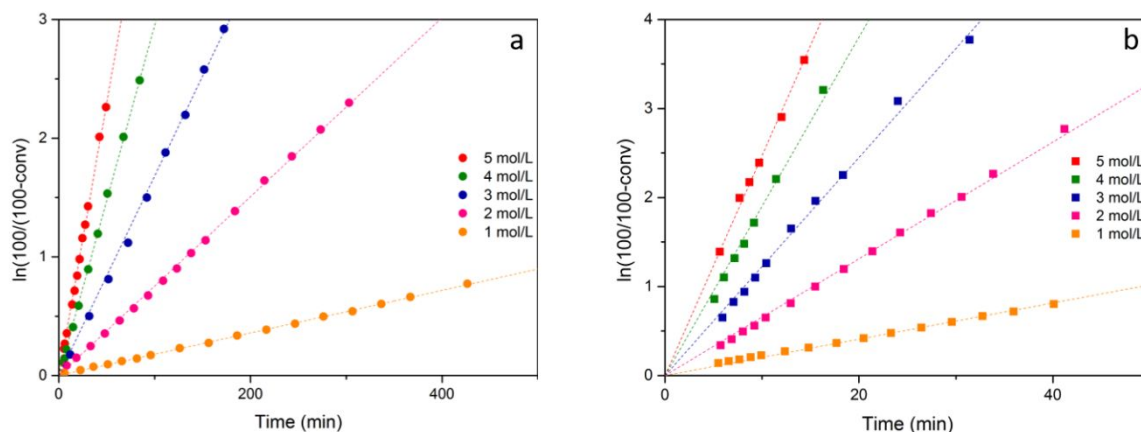 a
ln(100/(100-conv)
3
2
1
0
0
200
400
Time (min)
5 mol/L
4 mol/L
3 mol/L
2 mol/L
1 mol/L
b
ln(100/(100-conv)
4
3
2
1
0
0
20
40
Time (min)
5 mol/L
4 mol/L
3 mol/L
2 mol/L
1 mol/L